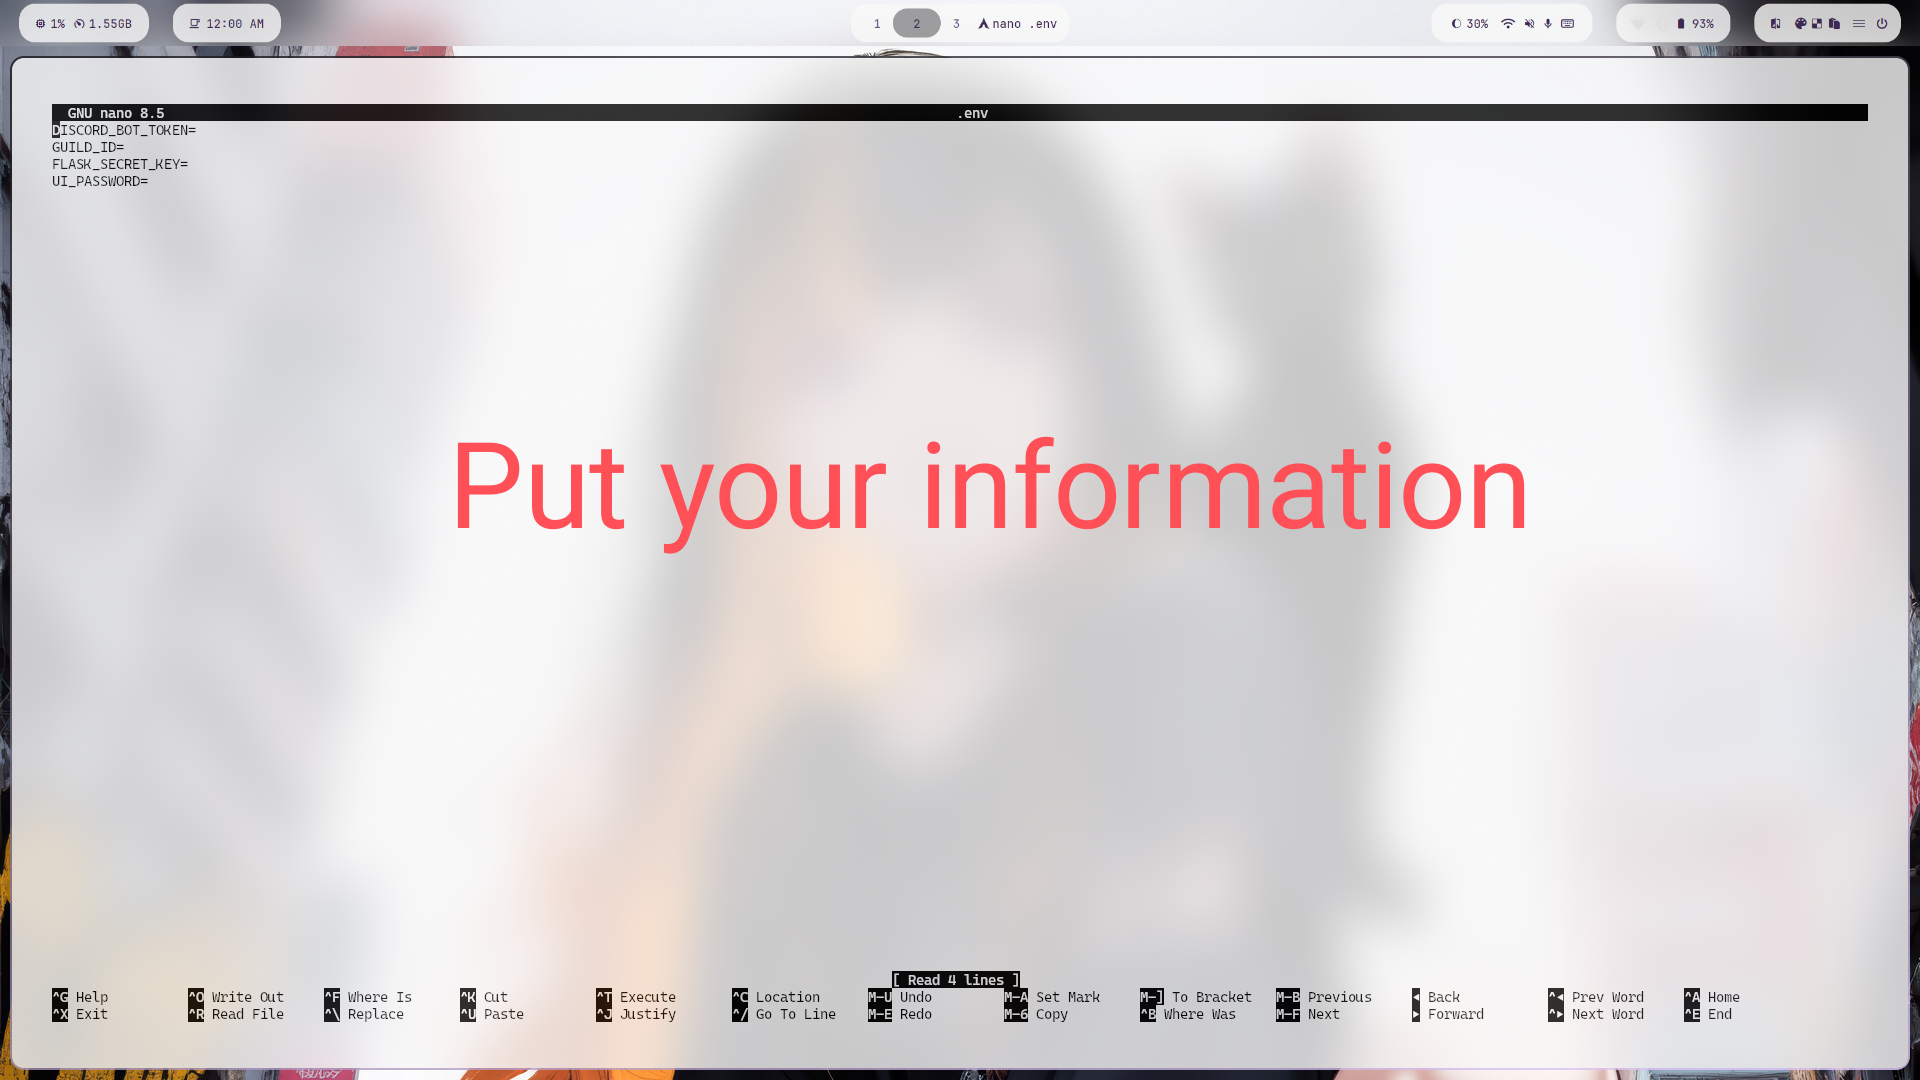 1% 1.55GB 12:00 AM 1 2 3 nano .env 30% 93%
GNU nano 8.5 .env
DISCORD_BOT_TOKEN=
GUILD_ID=
FLASK_SECRET_KEY=
UI_PASSWORD=
Put your information
[ Read 4 lines ]
^G Help ^O Write Out ^F Where Is ^K Cut ^T Execute ^C Location M-U Undo M-A Set Mark M-] To Bracket M-B Previous ◂ Back ^◂ Prev Word ^A Home
^X Exit ^R Read File ^\ Replace ^U Paste ^J Justify ^/ Go To Line M-E Redo M-6 Copy ^B Where Was M-F Next ▸ Forward ^▸ Next Word ^E End